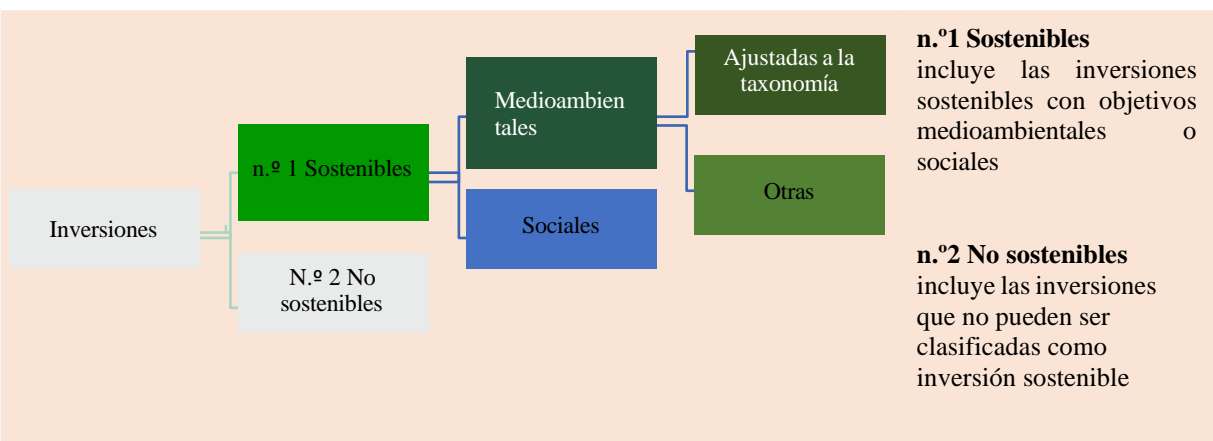 Inversiones
n.º 1 Sostenibles
N.º 2 No
sostenibles
Medioambien
tales
Sociales
Ajustadas a la
taxonomía
Otras
n.º1 Sostenibles
incluye las inversiones
sostenibles con objetivos
medioambientales o
sociales
n.º2 No sostenibles
incluye las inversiones
que no pueden ser
clasificadas como
inversión sostenible